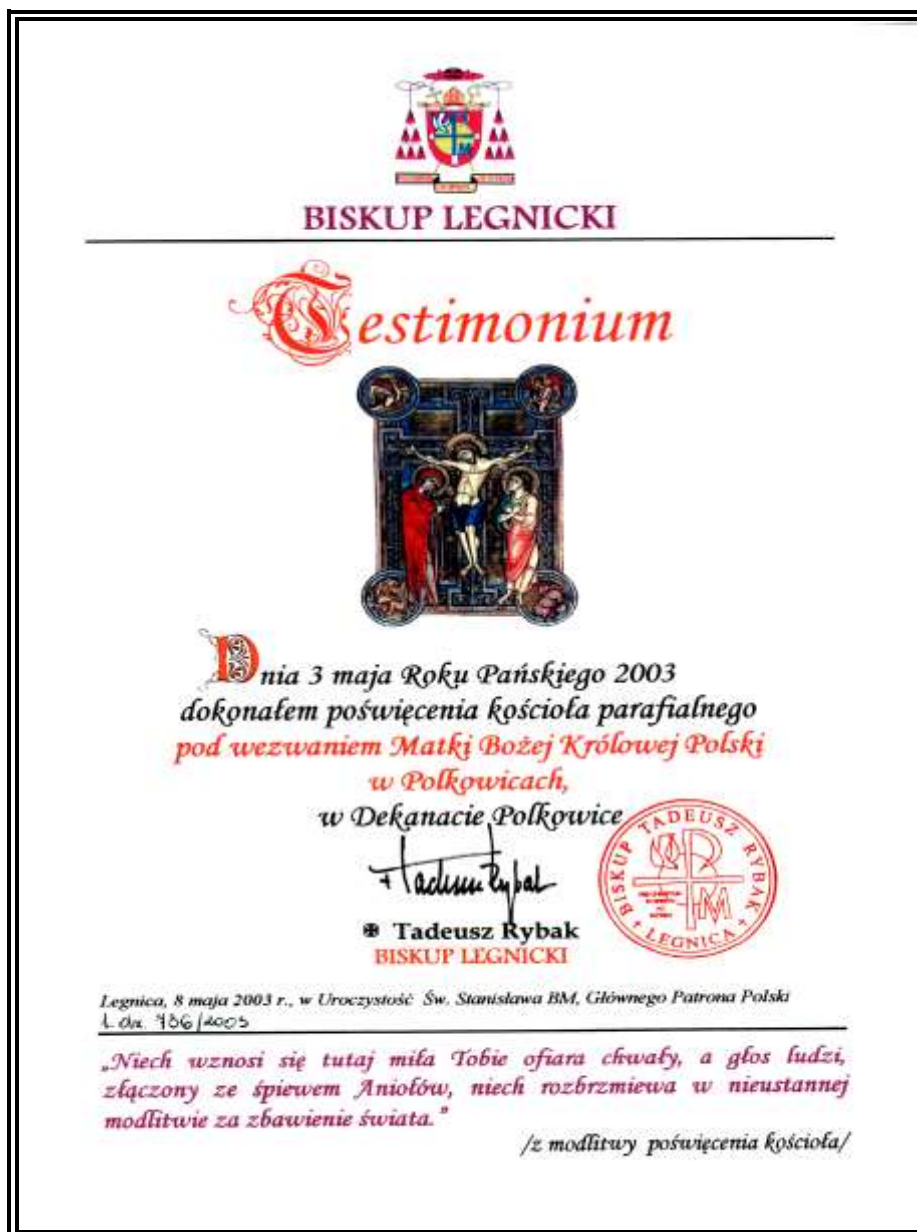 BISKUP LEGNICKI
Testimonium
Dnia 3 maja Roku Pańskiego 2003
dokonałem poświęcenia kościoła parafialnego
pod wezwaniem Matki Bożej Królowej Polski
w Polkowicach,
w Dekanacie Polkowice
Tadeusz Rybak
✠ Tadeusz Rybak
BISKUP LEGNICKI
BISKUP TADEUSZ RYBAK
LEGNICA
Legnica, 8 maja 2003 r., w Uroczystość Św. Stanisława BM, Głównego Patrona Polski
L. dz. 736/2003
„Niech wznosi się tutaj miła Tobie ofiara chwały, a głos ludzi,
złączony ze śpiewem Aniołów, niech rozbrzmiewa w nieustannej
modlitwie za zbawienie świata."
/z modlitwy poświęcenia kościoła/